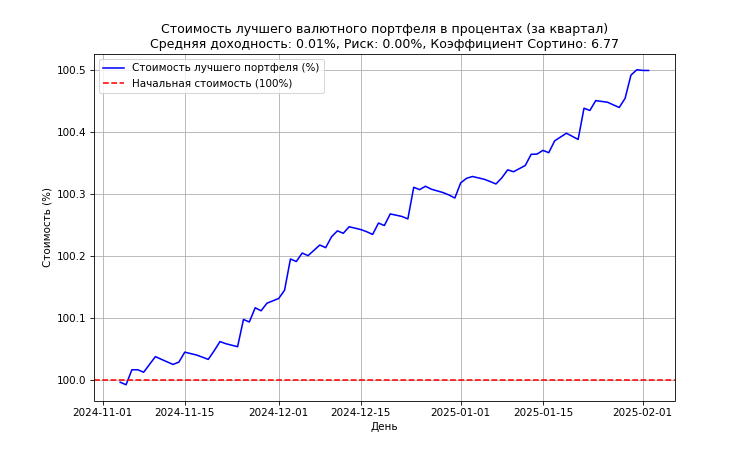 Стоимость лучшего валютного портфеля в процентах (за квартал)
Средняя доходность: 0.01%, Риск: 0.00%, Коэффициент Сортино: 6.77
Стоимость лучшего портфеля (%)
Начальная стоимость (100%)
Стоимость (%)
100.5
100.4
100.3
100.2
100.1
100.0
2024-11-01 2024-11-15 2024-12-01 2024-12-15 2025-01-01 2025-01-15 2025-02-01
День